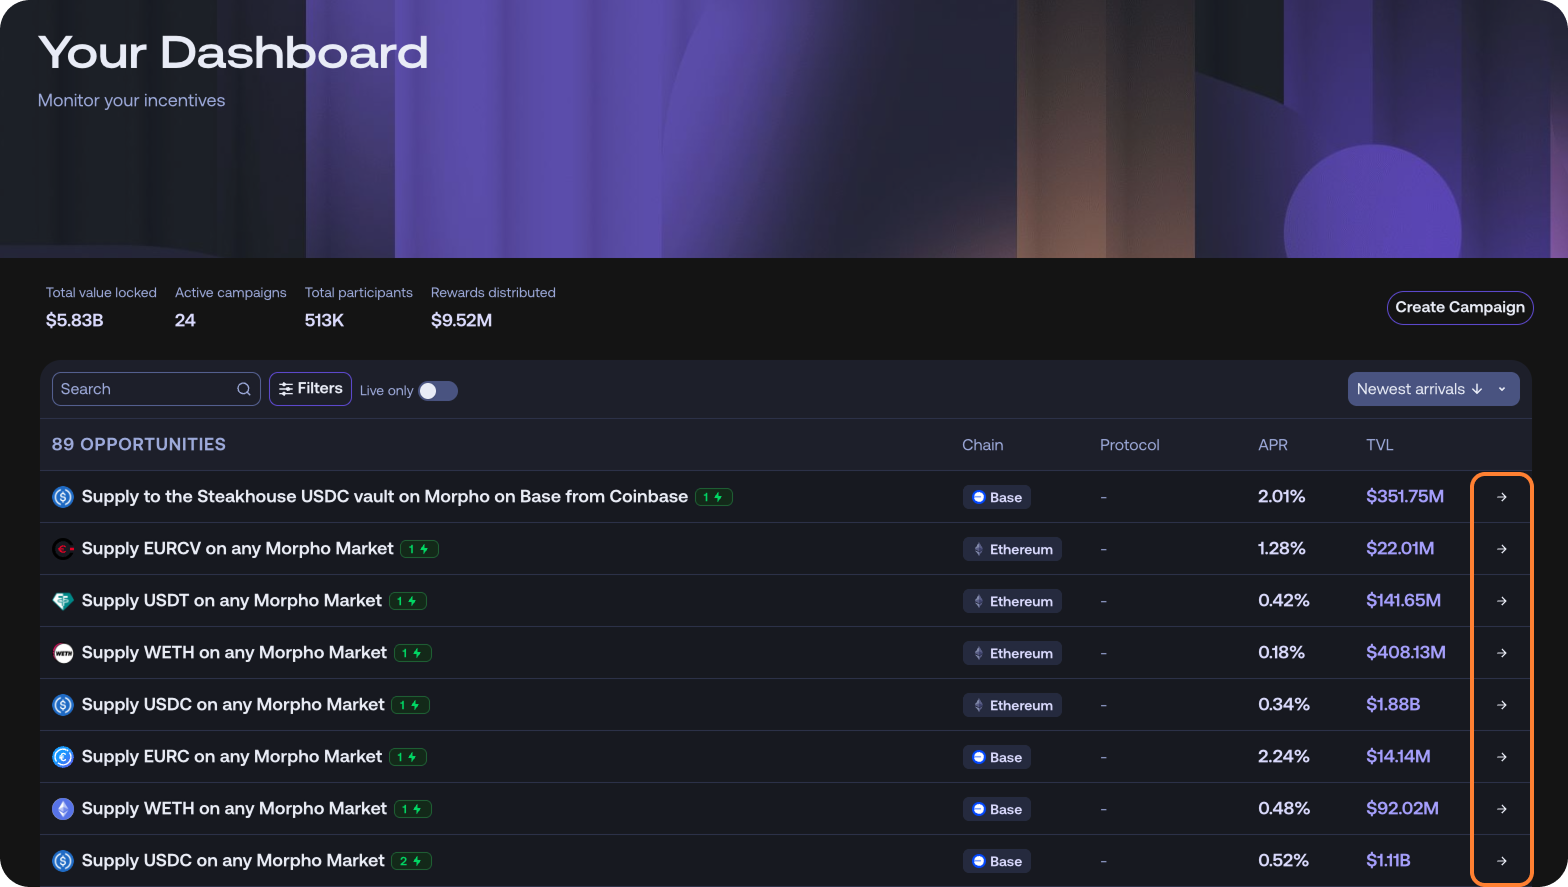 Your Dashboard
Monitor your incentives
Total value locked Active campaigns Total participants Rewards distributed
$5.83B 24 513K $9.52M
Create Campaign
Search Filters Live only Newest arrivals ↓
89 OPPORTUNITIES Chain Protocol APR TVL
Supply to the Steakhouse USDC vault on Morpho on Base from Coinbase 1 Base - 2.01% $351.75M →
Supply EURCV on any Morpho Market 1 Ethereum - 1.28% $22.01M →
Supply USDT on any Morpho Market 1 Ethereum - 0.42% $141.65M →
WETH Supply WETH on any Morpho Market 1 Ethereum - 0.18% $408.13M →
Supply USDC on any Morpho Market 1 Ethereum - 0.34% $1.88B →
Supply EURC on any Morpho Market 1 Base - 2.24% $14.14M →
Supply WETH on any Morpho Market 1 Base - 0.48% $92.02M →
Supply USDC on any Morpho Market 2 Base - 0.52% $1.11B →